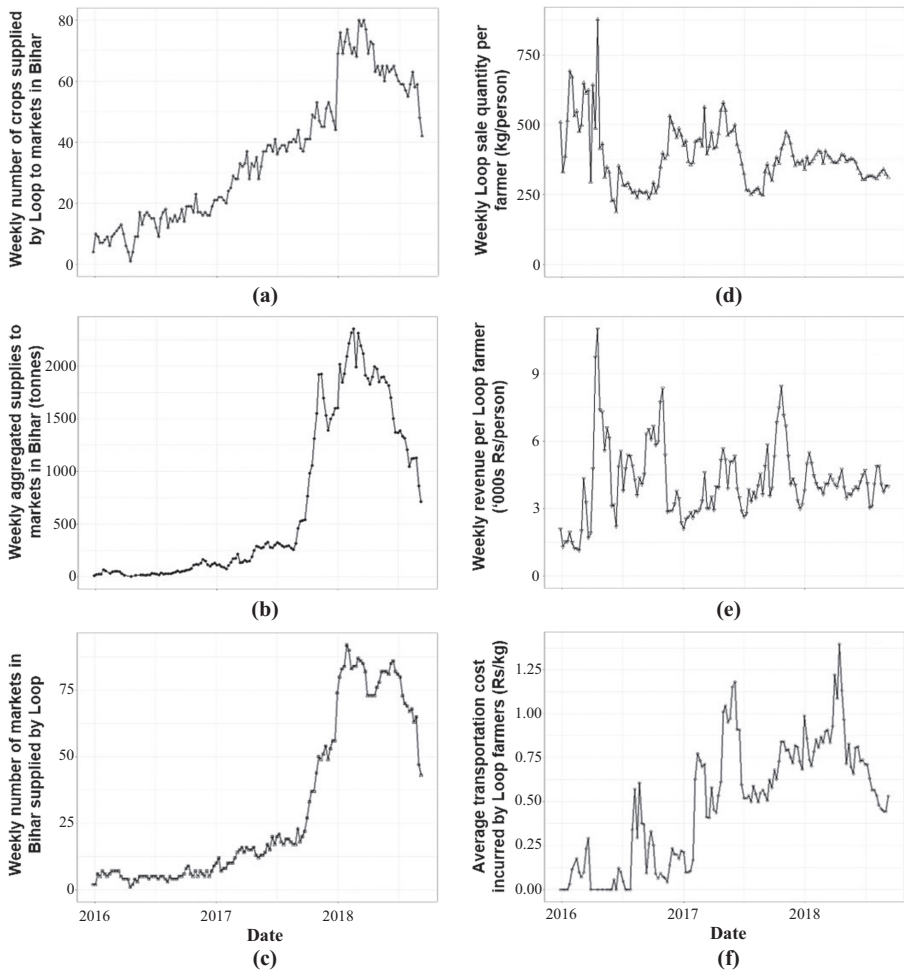 Weekly number of crops supplied
by Loop to markets in Bihar
80
60
40
20
0
(a)
Weekly aggregated supplies to
markets in Bihar (tonnes)
2000
1500
1000
500
0
(b)
Weekly number of markets in
Bihar supplied by Loop
75
50
25
0
2016
2017
2018
Date
(c)
Weekly Loop sale quantity per
farmer (kg/person)
750
500
250
0
(d)
Weekly revenue per Loop farmer
('000s Rs/person)
9
6
3
0
(e)
Average transportation cost
incurred by Loop farmers (Rs/kg)
1.25
1.00
0.75
0.50
0.25
0.00
2016
2017
2018
Date
(f)